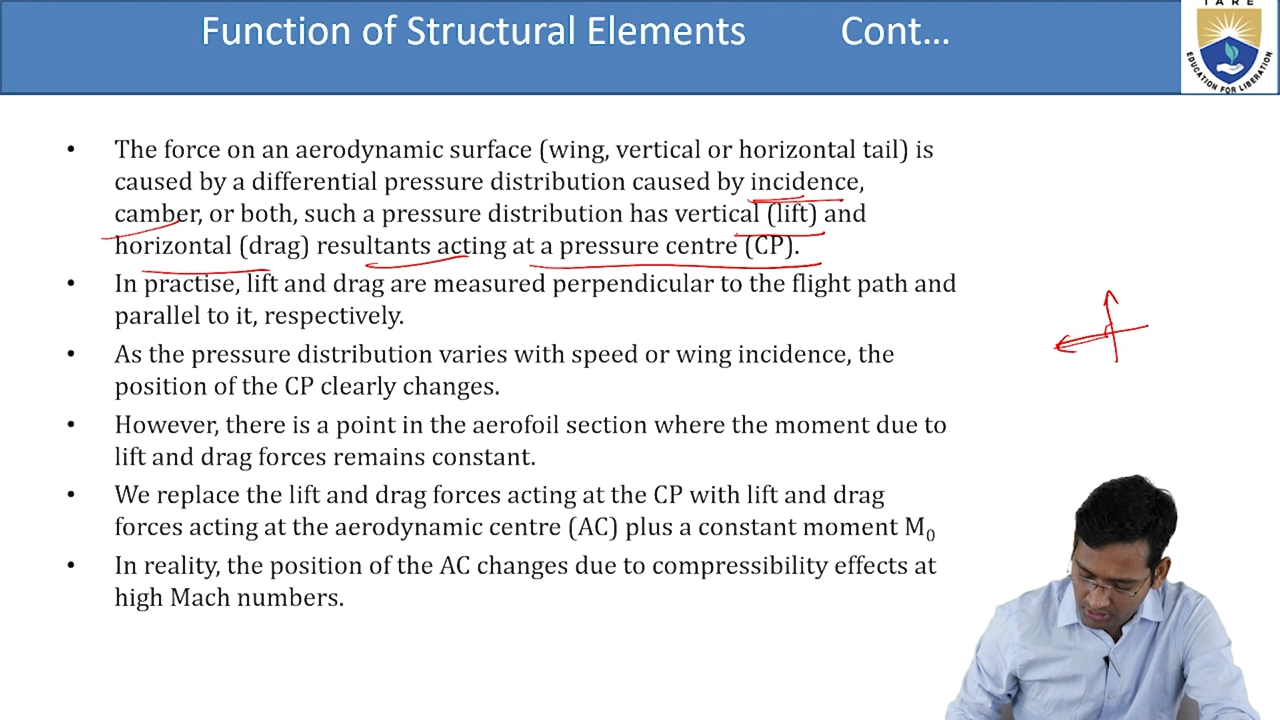 Function of Structural Elements Cont...
IARE
EDUCATION FOR LIBERATION
• The force on an aerodynamic surface (wing, vertical or horizontal tail) is
caused by a differential pressure distribution caused by incidence,
camber, or both, such a pressure distribution has vertical (lift) and
horizontal (drag) resultants acting at a pressure centre (CP).
• In practise, lift and drag are measured perpendicular to the flight path and
parallel to it, respectively.
• As the pressure distribution varies with speed or wing incidence, the
position of the CP clearly changes.
• However, there is a point in the aerofoil section where the moment due to
lift and drag forces remains constant.
• We replace the lift and drag forces acting at the CP with lift and drag
forces acting at the aerodynamic centre (AC) plus a constant moment M₀
• In reality, the position of the AC changes due to compressibility effects at
high Mach numbers.